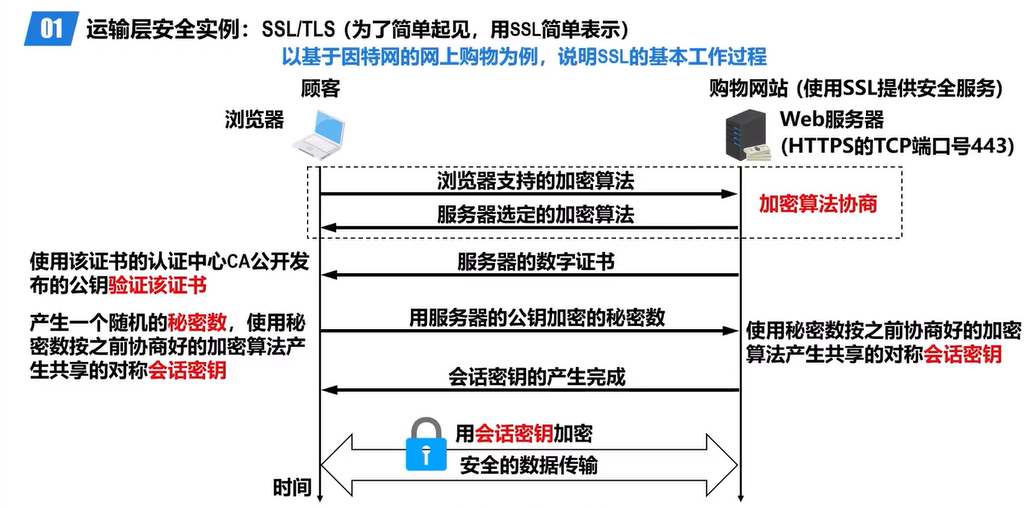 01 运输层安全实例：SSL/TLS（为了简单起见，用SSL简单表示）
以基于因特网的网上购物为例，说明SSL的基本工作过程
顾客
购物网站（使用SSL提供安全服务）
浏览器
Web服务器
(HTTPS的TCP端口号443)
浏览器支持的加密算法
加密算法协商
服务器选定的加密算法
使用该证书的认证中心CA公开发
布的公钥验证该证书
服务器的数字证书
产生一个随机的秘密数，使用秘
密数按之前协商好的加密算法产
生共享的对称会话密钥
用服务器的公钥加密的秘密数
使用秘密数按之前协商好的加密
算法产生共享的对称会话密钥
会话密钥的产生完成
用会话密钥加密
安全的数据传输
时间